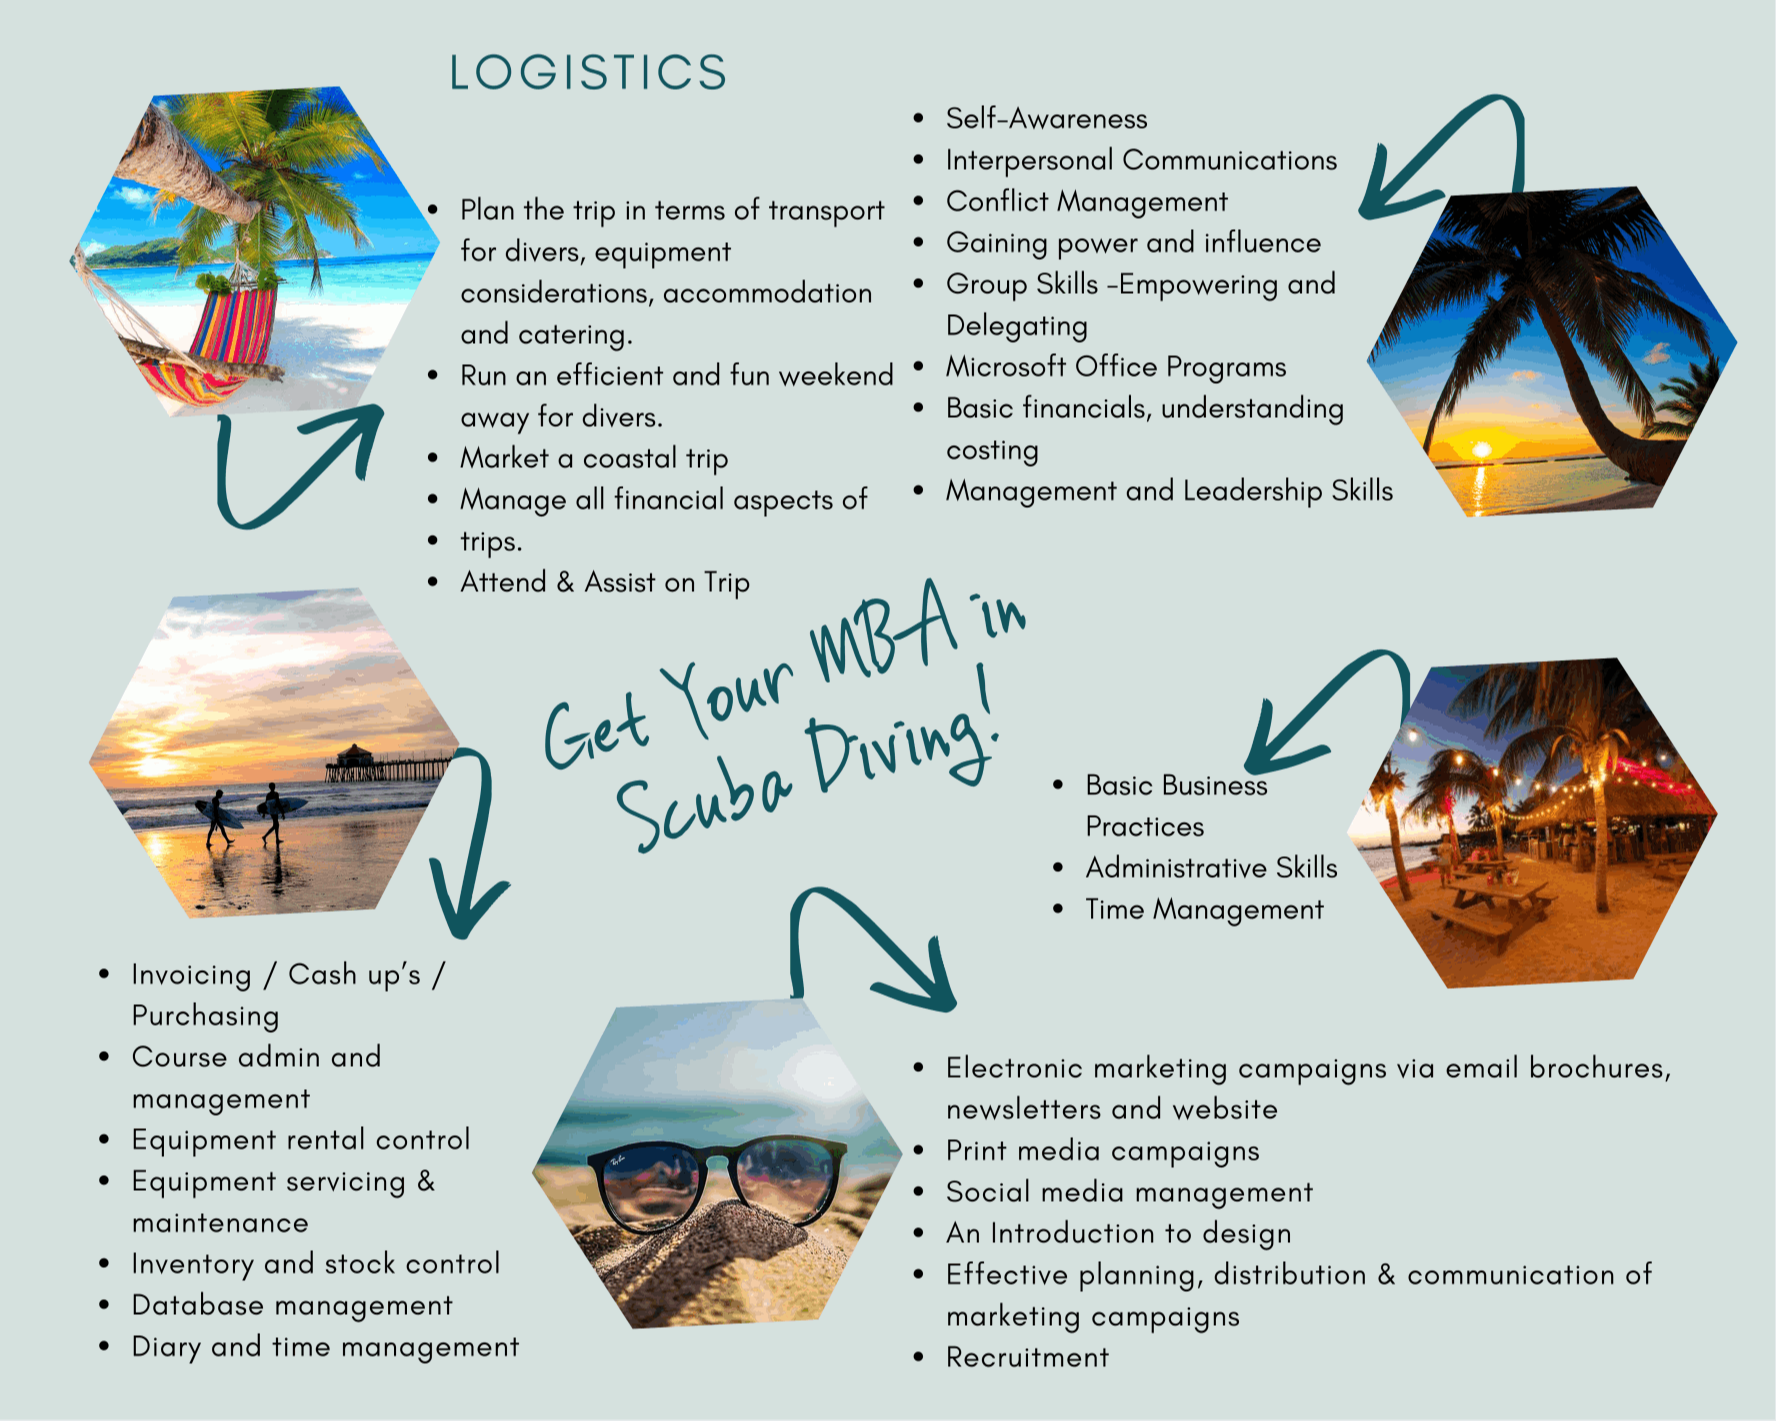 LOGISTICS
• Plan the trip in terms of transport
for divers, equipment
considerations, accommodation
and catering.
• Run an efficient and fun weekend
away for divers.
• Market a coastal trip
• Manage all financial aspects of
• trips.
• Attend & Assist on Trip
• Self-Awareness
• Interpersonal Communications
• Conflict Management
• Gaining power and influence
• Group Skills -Empowering and
Delegating
• Microsoft Office Programs
• Basic financials, understanding
costing
• Management and Leadership Skills
Get Your MBA in
Scuba Diving!
• Basic Business
Practices
• Administrative Skills
• Time Management
• Invoicing / Cash up's /
Purchasing
• Course admin and
management
• Equipment rental control
• Equipment servicing &
maintenance
• Inventory and stock control
• Database management
• Diary and time management
Ray-Ban
• Electronic marketing campaigns via email brochures,
newsletters and website
• Print media campaigns
• Social media management
• An Introduction to design
• Effective planning, distribution & communication of
marketing campaigns
• Recruitment